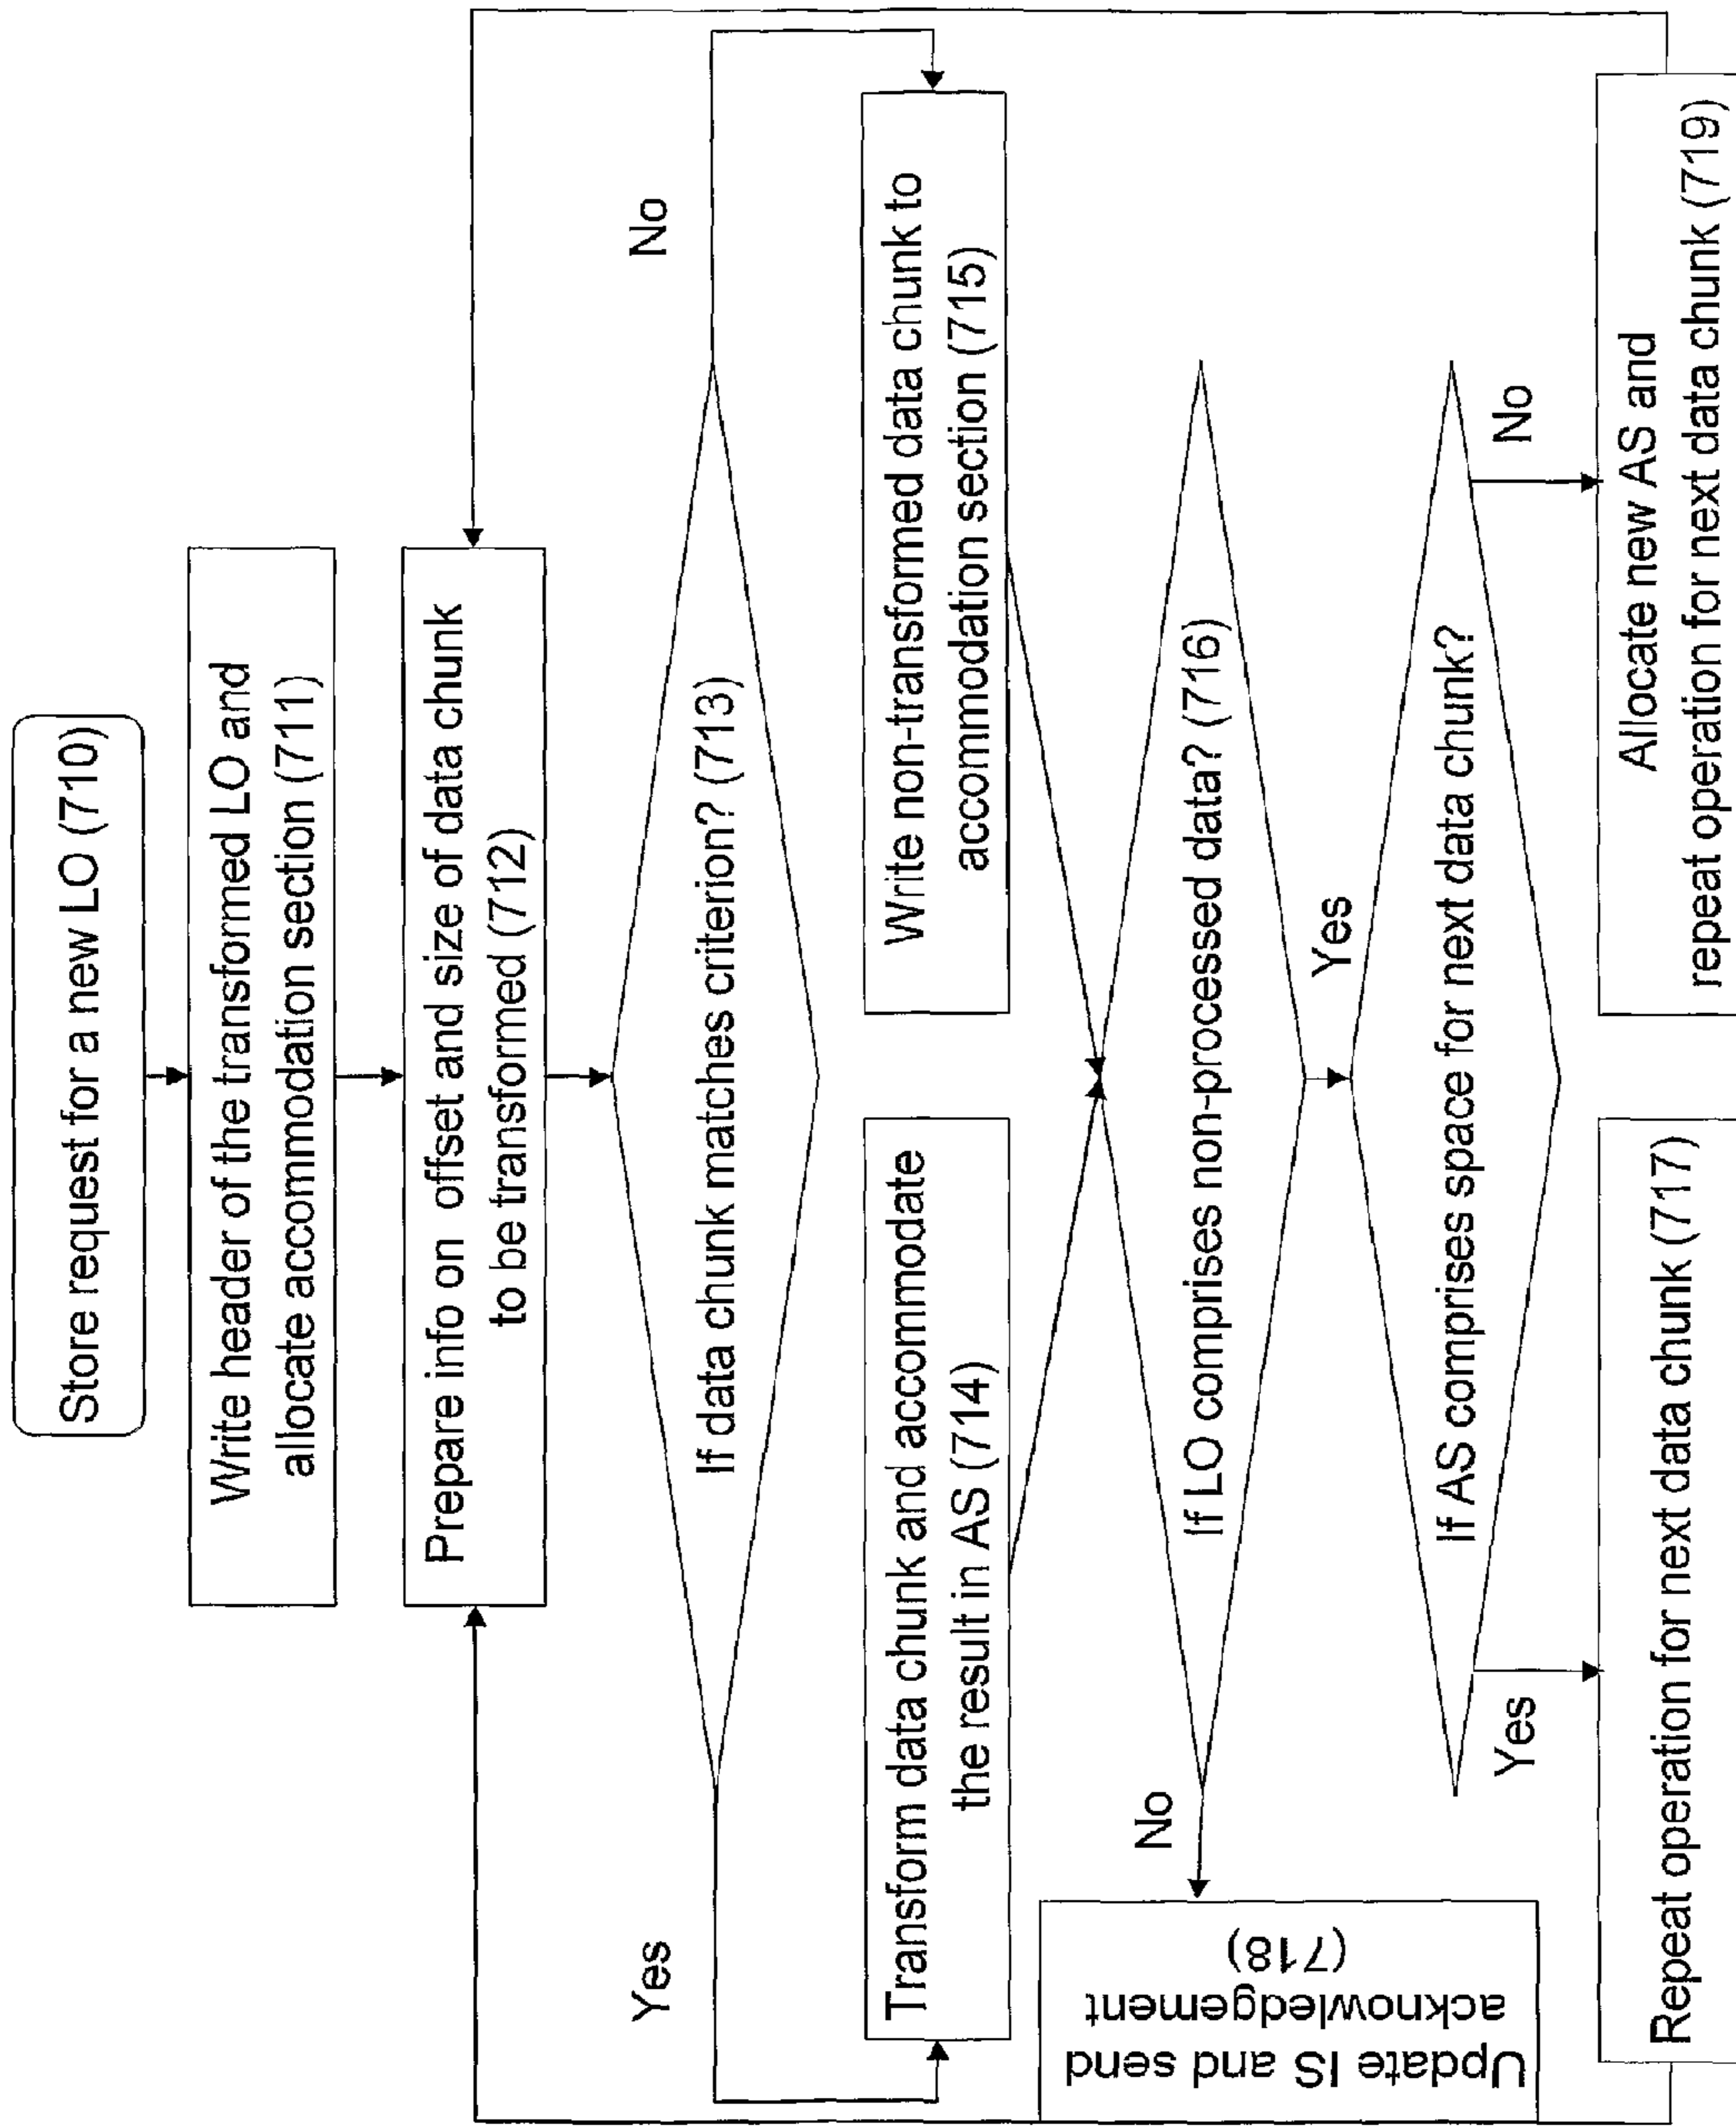 Store request for a new LO (710)
Write header of the transformed LO and
allocate accommodation section (711)
Prepare info on offset and size of data chunk
to be transformed (712)
If data chunk matches criterion? (713)
Yes
No
Transform data chunk and accommodate
the result in AS (714)
Write non-transformed data chunk to
accommodation section (715)
If LO comprises non-processed data? (716)
No
Yes
Update IS and send
acknowledgement
(718)
If AS comprises space for next data chunk?
Yes
No
Repeat operation for next data chunk (717)
Allocate new AS and
repeat operation for next data chunk (719)